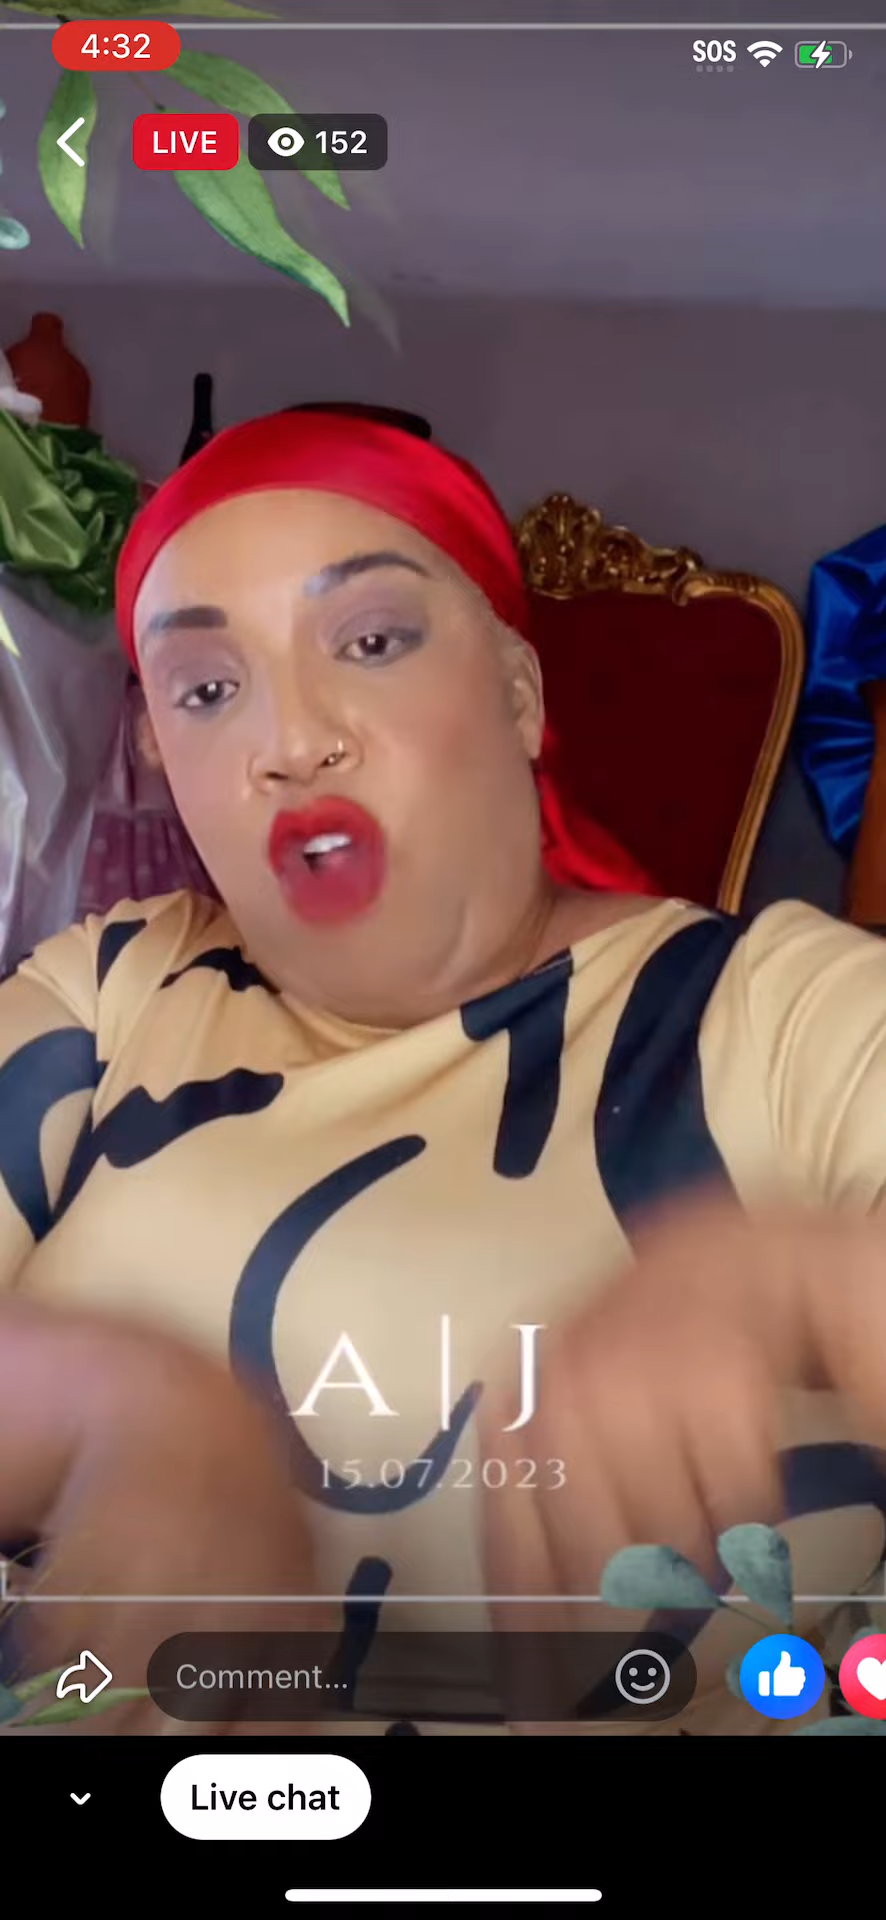 4:32
SOS
LIVE
152
A | J
15.07.2023
Comment...
Live chat